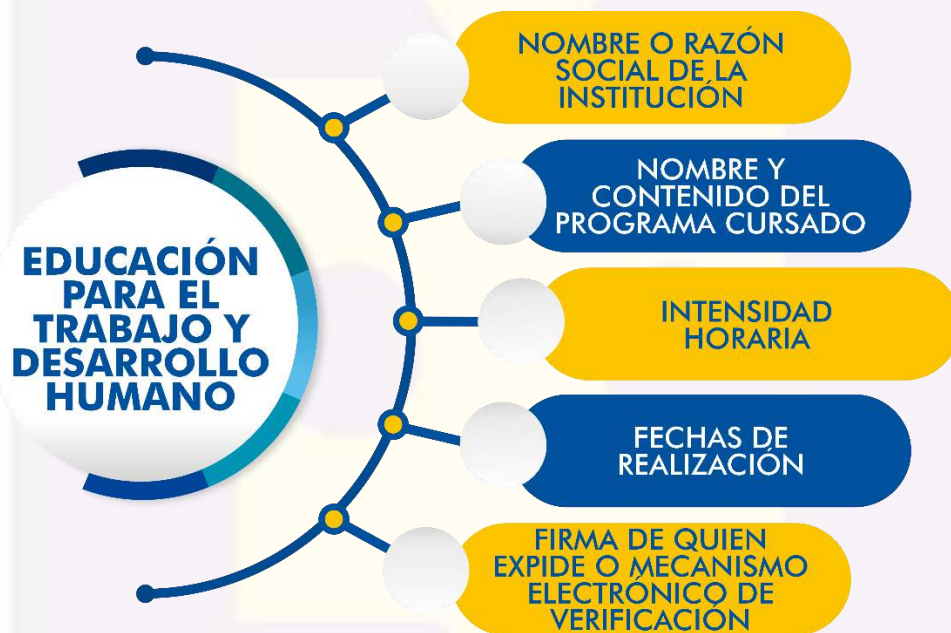 EDUCACIÓN
PARA EL
TRABAJO Y
DESARROLLO
HUMANO
NOMBRE O RAZÓN
SOCIAL DE LA
INSTITUCIÓN
NOMBRE Y
CONTENIDO DEL
PROGRAMA CURSADO
INTENSIDAD
HORARIA
FECHAS DE
REALIZACIÓN
FIRMA DE QUIEN
EXPIDE O MECANISMO
ELECTRÓNICO DE
VERIFICACIÓN